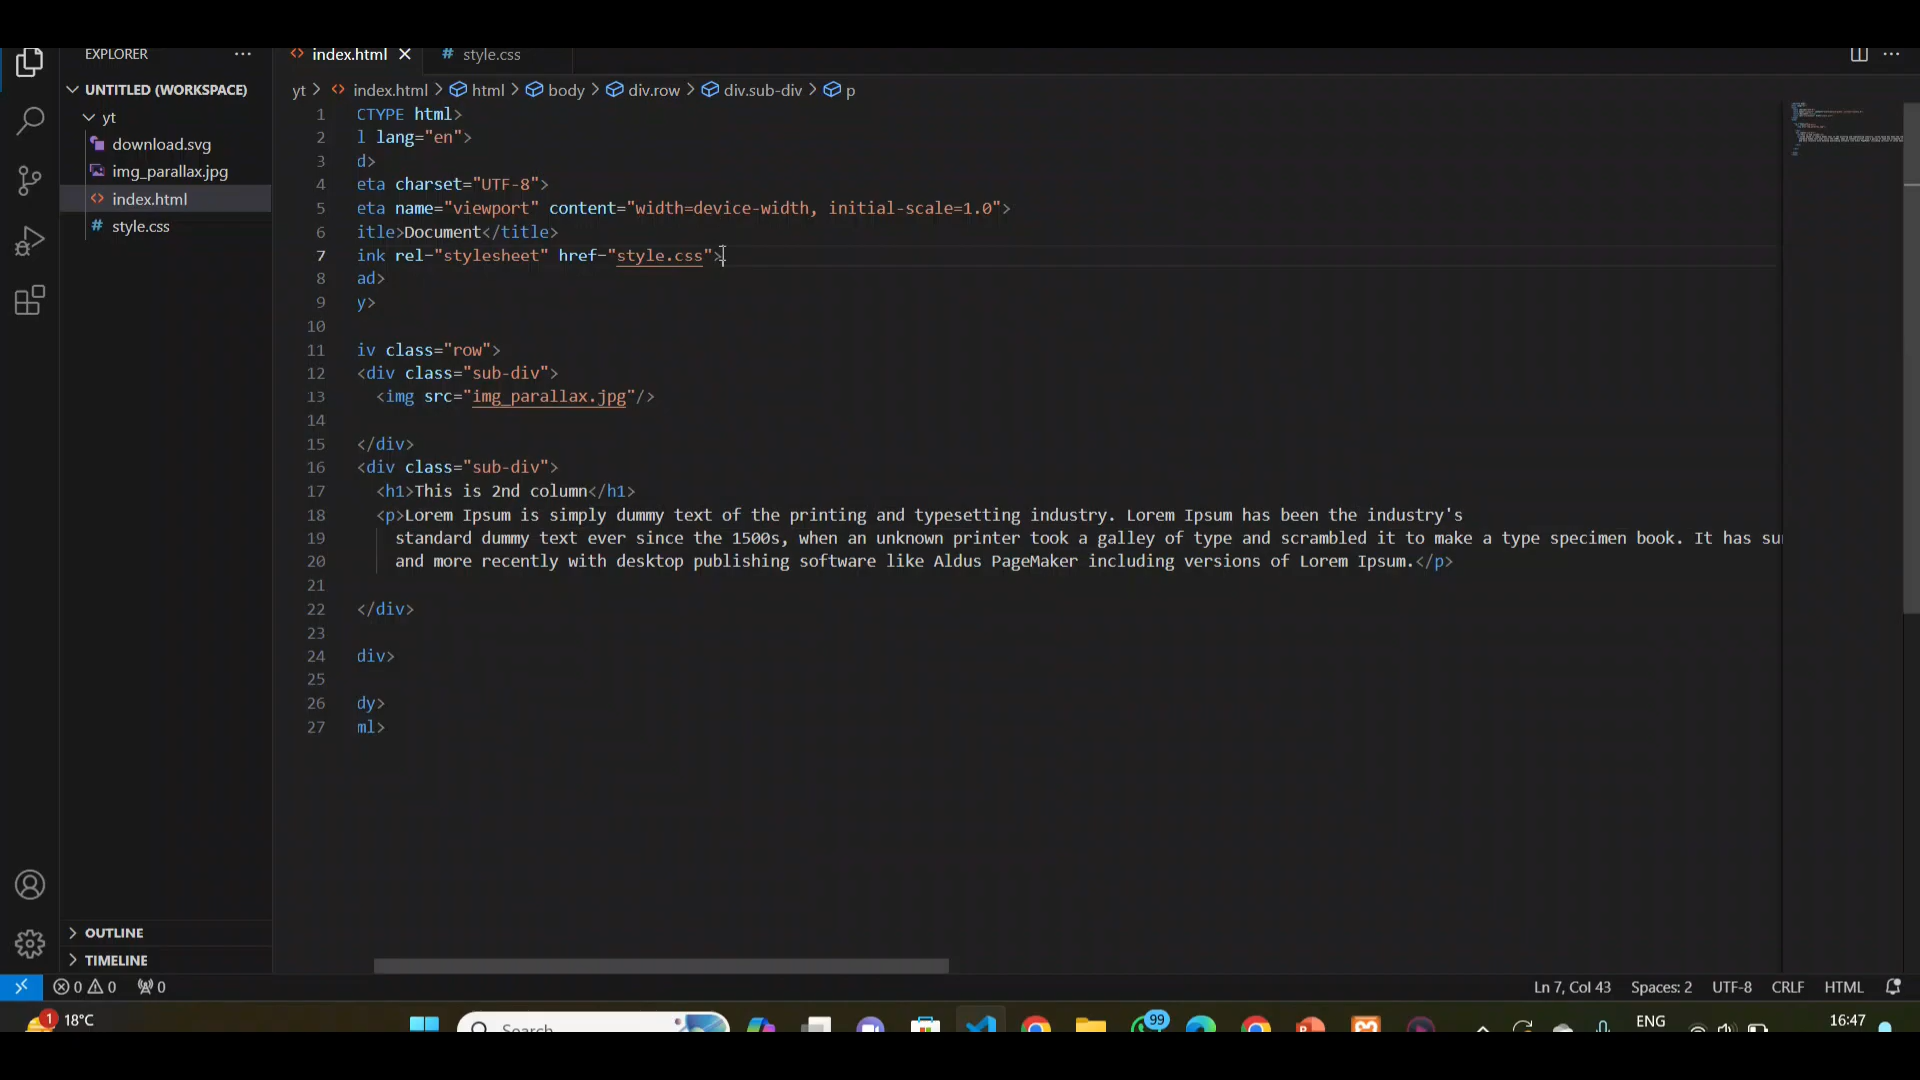 EXPLORER
index.html
style.css
UNTITLED (WORKSPACE)
yt
download.svg
img_parallax.jpg
index.html
style.css
yt > index.html > html > body > div.row > div.sub-div > p
1 CTYPE html>
2 l lang="en">
3 d>
4 eta charset="UTF-8">
5 eta name="viewport" content="width=device-width, initial-scale=1.0">
6 itle>Document</title>
7 ink rel="stylesheet" href="style.css">
8 ad>
9 y>
10
11 iv class="row">
12 <div class="sub-div">
13 <img src="img_parallax.jpg"/>
14
15 </div>
16 <div class="sub-div">
17 <h1>This is 2nd column</h1>
18 <p>Lorem Ipsum is simply dummy text of the printing and typesetting industry. Lorem Ipsum has been the industry's
19 standard dummy text ever since the 1500s, when an unknown printer took a galley of type and scrambled it to make a type specimen book. It has su
20 and more recently with desktop publishing software like Aldus PageMaker including versions of Lorem Ipsum.</p>
21
22 </div>
23
24 div>
25
26 dy>
27 ml>
OUTLINE
TIMELINE
0 0 0
Ln 7, Col 43 Spaces: 2 UTF-8 CRLF HTML
1 18°C
Search
99
ENG
16:47